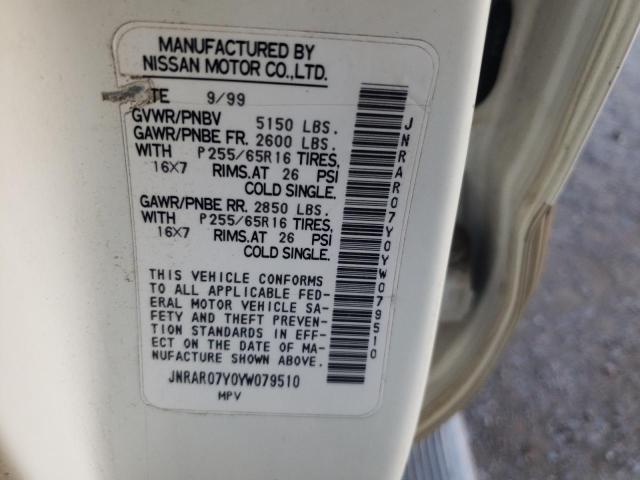 MANUFACTURED BY
NISSAN MOTOR CO.,LTD.
TE 9/99
GVWR/PNBV 5150 LBS.
GAWR/PNBE FR. 2600 LBS.
WITH P255/65R16 TIRES,
16X7 RIMS.AT 26 PSI
COLD SINGLE.
GAWR/PNBE RR. 2850 LBS.
WITH P255/65R16 TIRES,
16X7 RIMS.AT 26 PSI
COLD SINGLE.
THIS VEHICLE CONFORMS
TO ALL APPLICABLE FED-
ERAL MOTOR VEHICLE SA-
FETY AND THEFT PREVEN-
TION STANDARDS IN EFF-
ECT ON THE DATE OF MA-
NUFACTURE SHOWN ABOVE.
JNRAR07Y0YW079510
MPV
JNRAR07Y0YW079510